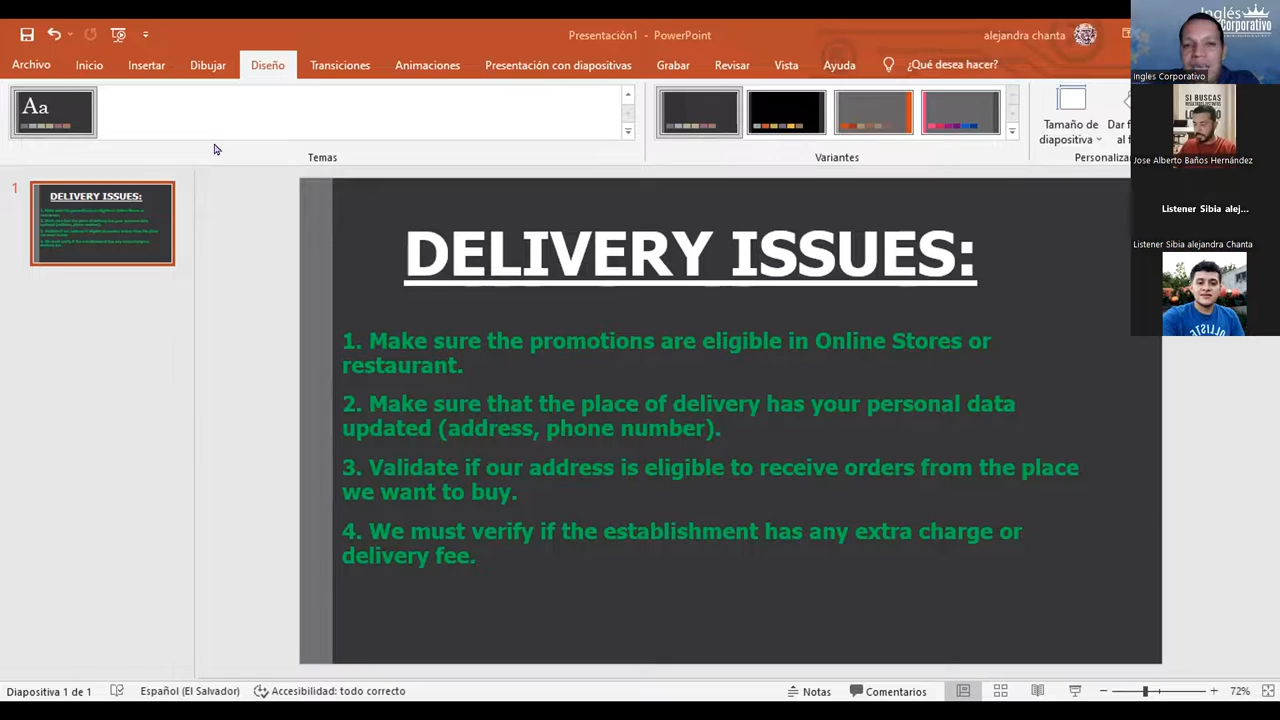 Presentación1 - PowerPoint
alejandra chanta
Archivo
Inicio
Insertar
Dibujar
Diseño
Transiciones
Animaciones
Presentación con diapositivas
Grabar
Revisar
Vista
Ayuda
¿Qué desea hacer?
Aa
Temas
Variantes
Tamaño de
diapositiva
Personaliza
Inglés
Corporativo
Ingles Corporativo
SI BUSCAS
Jose Alberto Baños Hernández
Listener Sibia alej...
Listener Sibia alejandra Chanta
1
DELIVERY ISSUES:
DELIVERY ISSUES:
1. Make sure the promotions are eligible in Online Stores or
restaurant.
2. Make sure that the place of delivery has your personal data
updated (address, phone number).
3. Validate if our address is eligible to receive orders from the place
we want to buy.
4. We must verify if the establishment has any extra charge or
delivery fee.
Diapositiva 1 de 1
Español (El Salvador)
Accesibilidad: todo correcto
Notas
Comentarios
72%